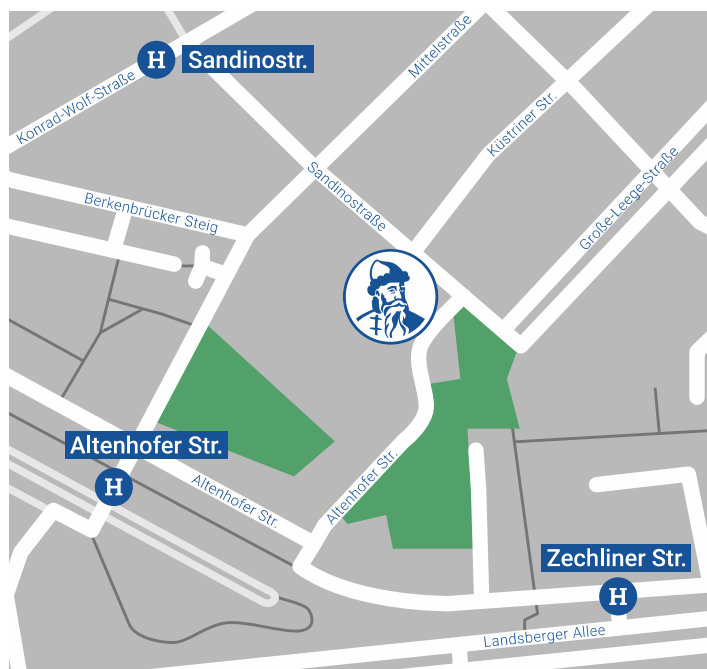 H Sandinostr.
Mittelstraße
Konrad-Wolf-Straße
Küstriner Str.
Sandinostraße
Große-Leege-Straße
Berkenbrücker Steig
Altenhofer Str.
H
Altenhofer Str.
Altenhofer Str.
Zechliner Str.
H
Landsberger Allee